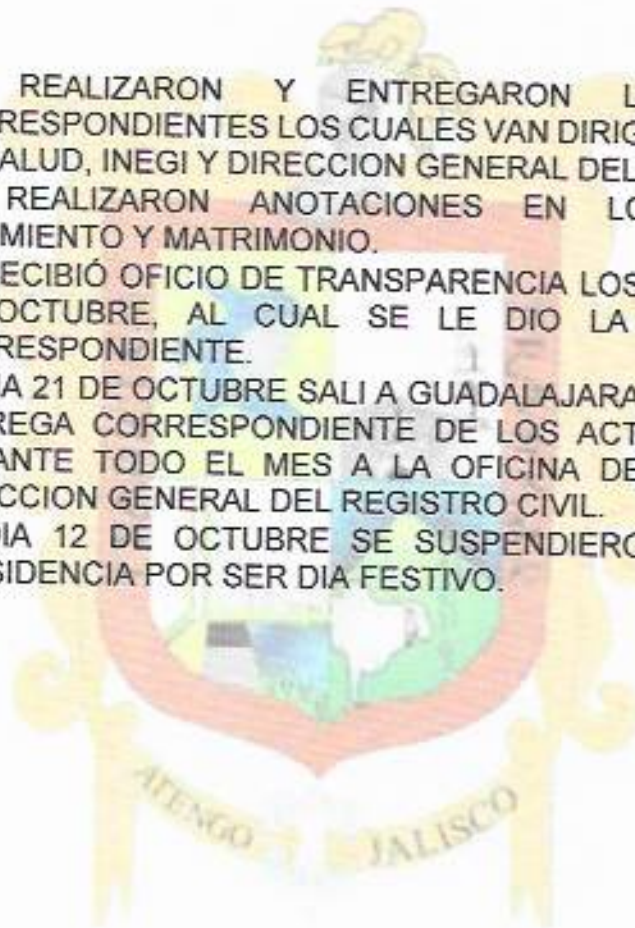 REALIZARON Y ENTREGARON L
RESPONDIENTES LOS CUALES VAN DIRIG
ALUD, INEGI Y DIRECCION GENERAL DEL
REALIZARON ANOTACIONES EN LO
MIENTO Y MATRIMONIO.
ECIBIÓ OFICIO DE TRANSPARENCIA LOS
OCTUBRE, AL CUAL SE LE DIO LA
RESPONDIENTE.
IA 21 DE OCTUBRE SALI A GUADALAJARA
REGA CORRESPONDIENTE DE LOS ACT
ANTE TODO EL MES A LA OFICINA DE
CCION GENERAL DEL REGISTRO CIVIL.
DIA 12 DE OCTUBRE SE SUSPENDIERO
SIDENCIA POR SER DIA FESTIVO.
ATENGO JALISCO